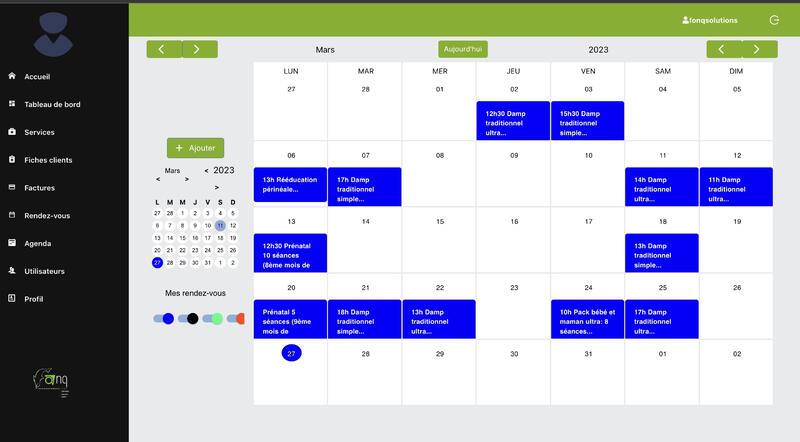 fonqsolutions
Mars
Aujourd'hui
2023
Accueil
Tableau de bord
Services
Fiches clients
Factures
Rendez-vous
Agenda
Utilisateurs
Profil
fonq
+ Ajouter
Mars < 2023
< >
>
L M M J V S D
27 28 1 2 3 4 5
6 7 8 9 10 11 12
13 14 15 16 17 18 19
20 21 22 23 24 25 26
27 28 29 30 31 1 2
Mes rendez-vous
LUN MAR MER JEU VEN SAM DIM
27 28 01 02 03 04 05
12h30 Damp
traditionnel
ultra...
15h30 Damp
traditionnel
simple...
06 07 08 09 10 11 12
13h Rééducation
périnéale...
17h Damp
traditionnel
simple...
14h Damp
traditionnel
ultra...
11h Damp
traditionnel
ultra...
13 14 15 16 17 18 19
12h30 Prénatal
10 séances
(8ème mois de
13h Damp
traditionnel
simple...
20 21 22 23 24 25 26
Prénatal 5
séances (9ème
mois de
18h Damp
traditionnel
simple...
13h Damp
traditionnel
ultra...
10h Pack bébé et
maman ultra: 8
séances...
17h Damp
traditionnel
ultra...
27 28 29 30 31 01 02